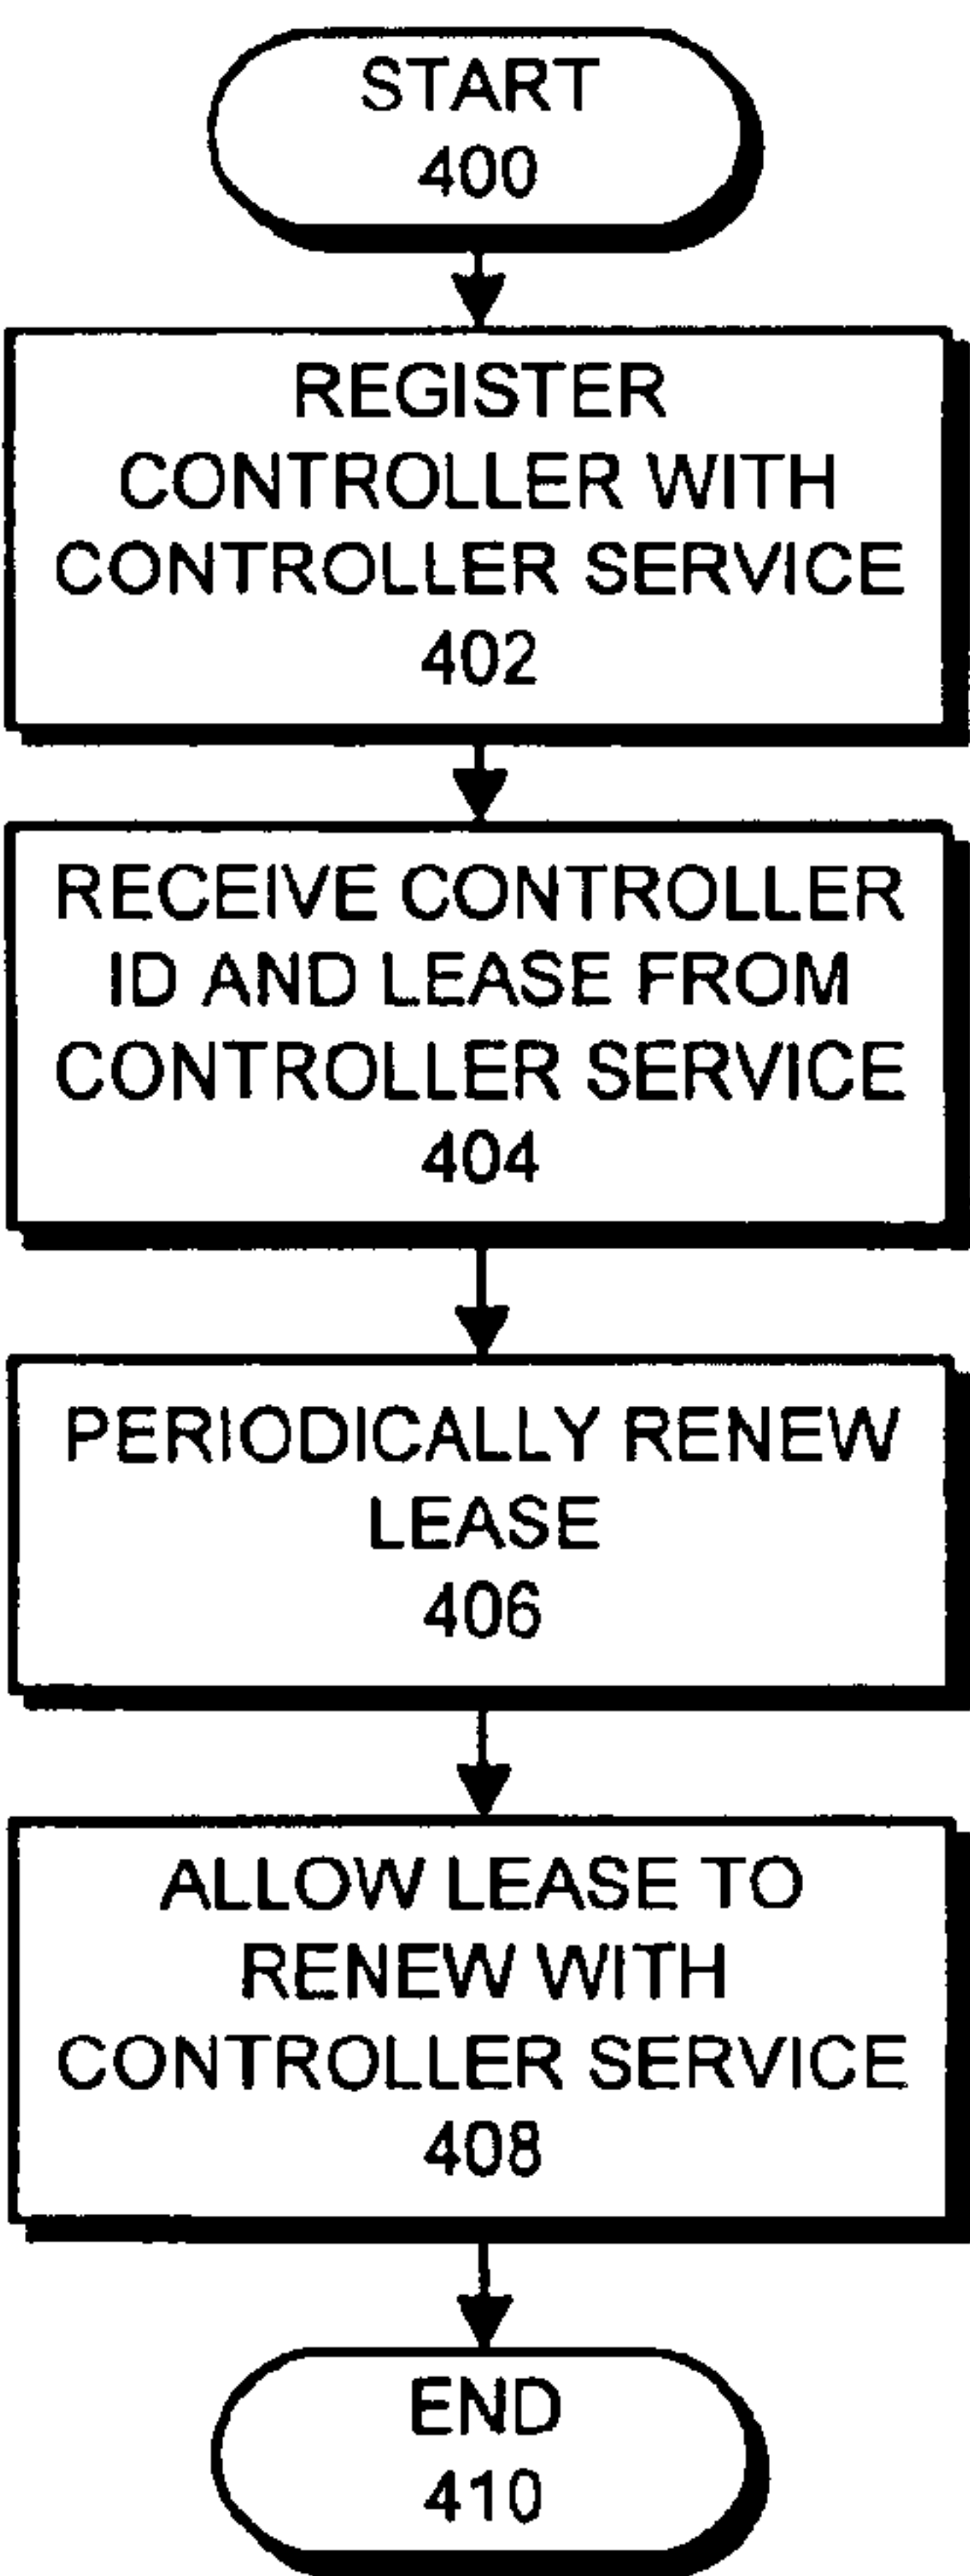 START
400
REGISTER
CONTROLLER WITH
CONTROLLER SERVICE
402
RECEIVE CONTROLLER
ID AND LEASE FROM
CONTROLLER SERVICE
404
PERIODICALLY RENEW
LEASE
406
ALLOW LEASE TO
RENEW WITH
CONTROLLER SERVICE
408
END
410